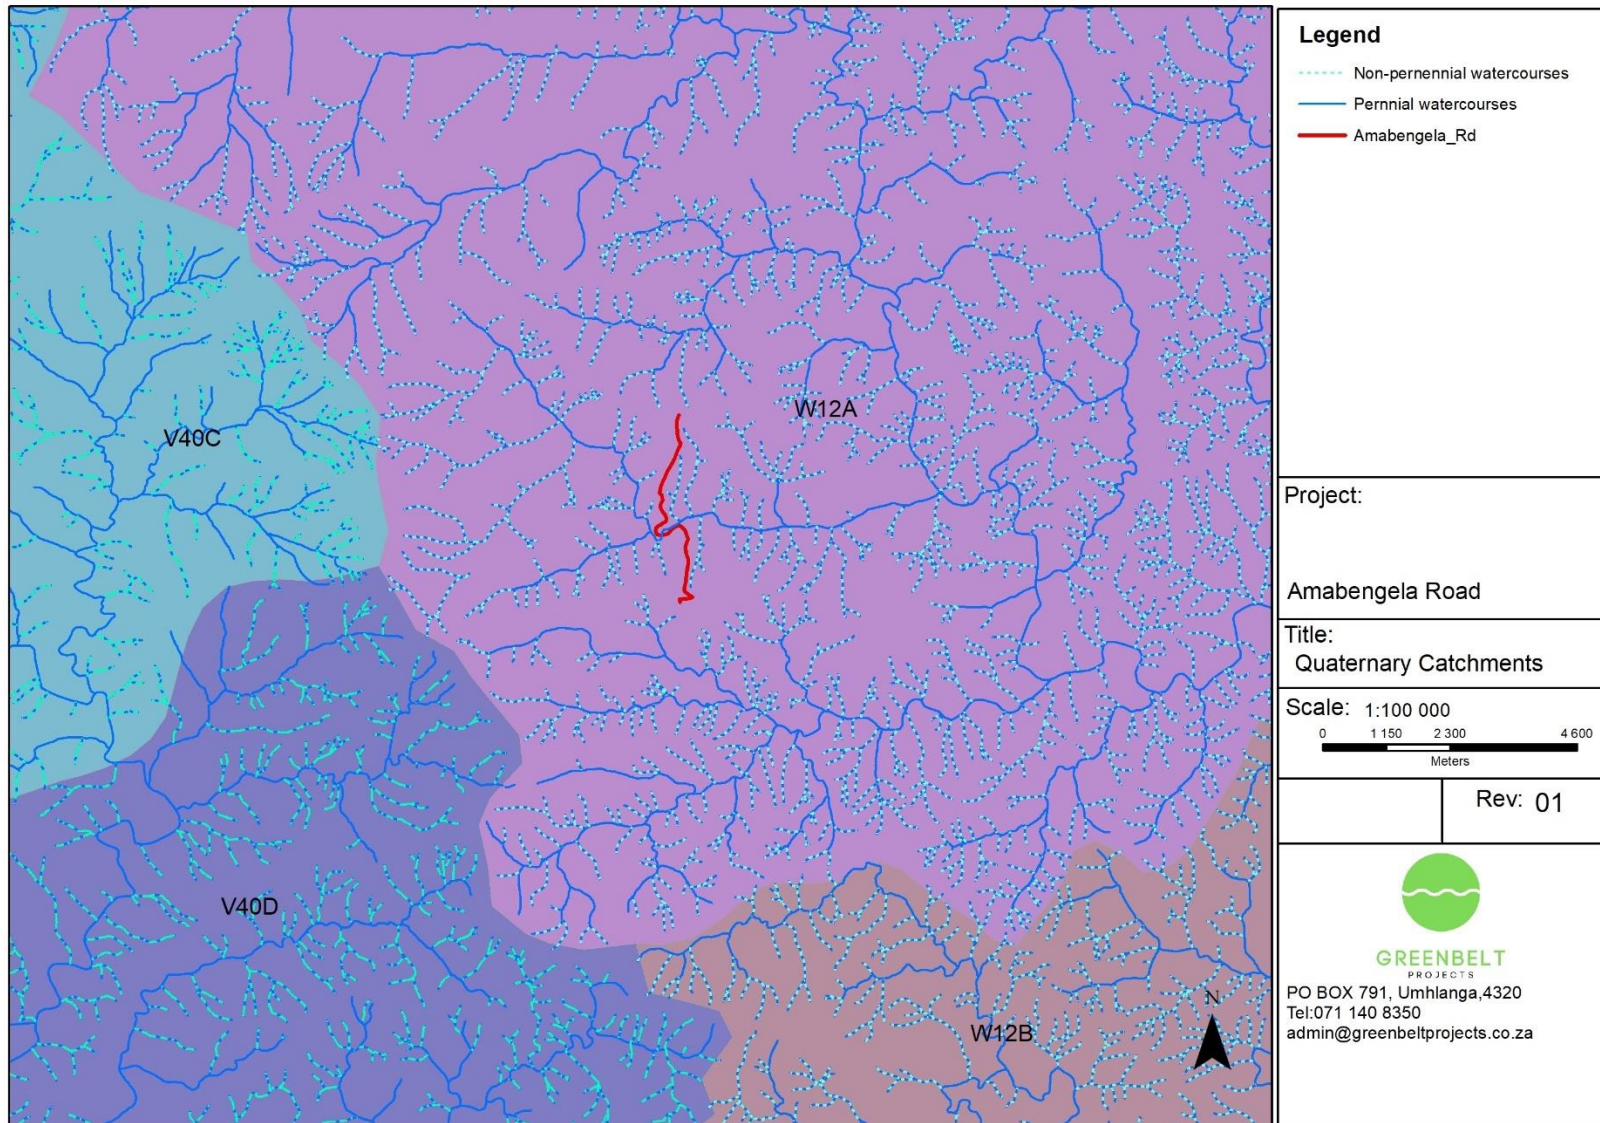 W12A
V40C
V40D
W12B
N
Legend
Non-pernennial watercourses
Pernnial watercourses
Amabengela_Rd
Project:
Amabengela Road
Title:
Quaternary Catchments
Scale: 1:100 000
0 1 150 2 300 4 600
Meters
Rev: 01
GREENBELT
PROJECTS
PO BOX 791, Umhlanga,4320
Tel:071 140 8350
admin@greenbeltprojects.co.za